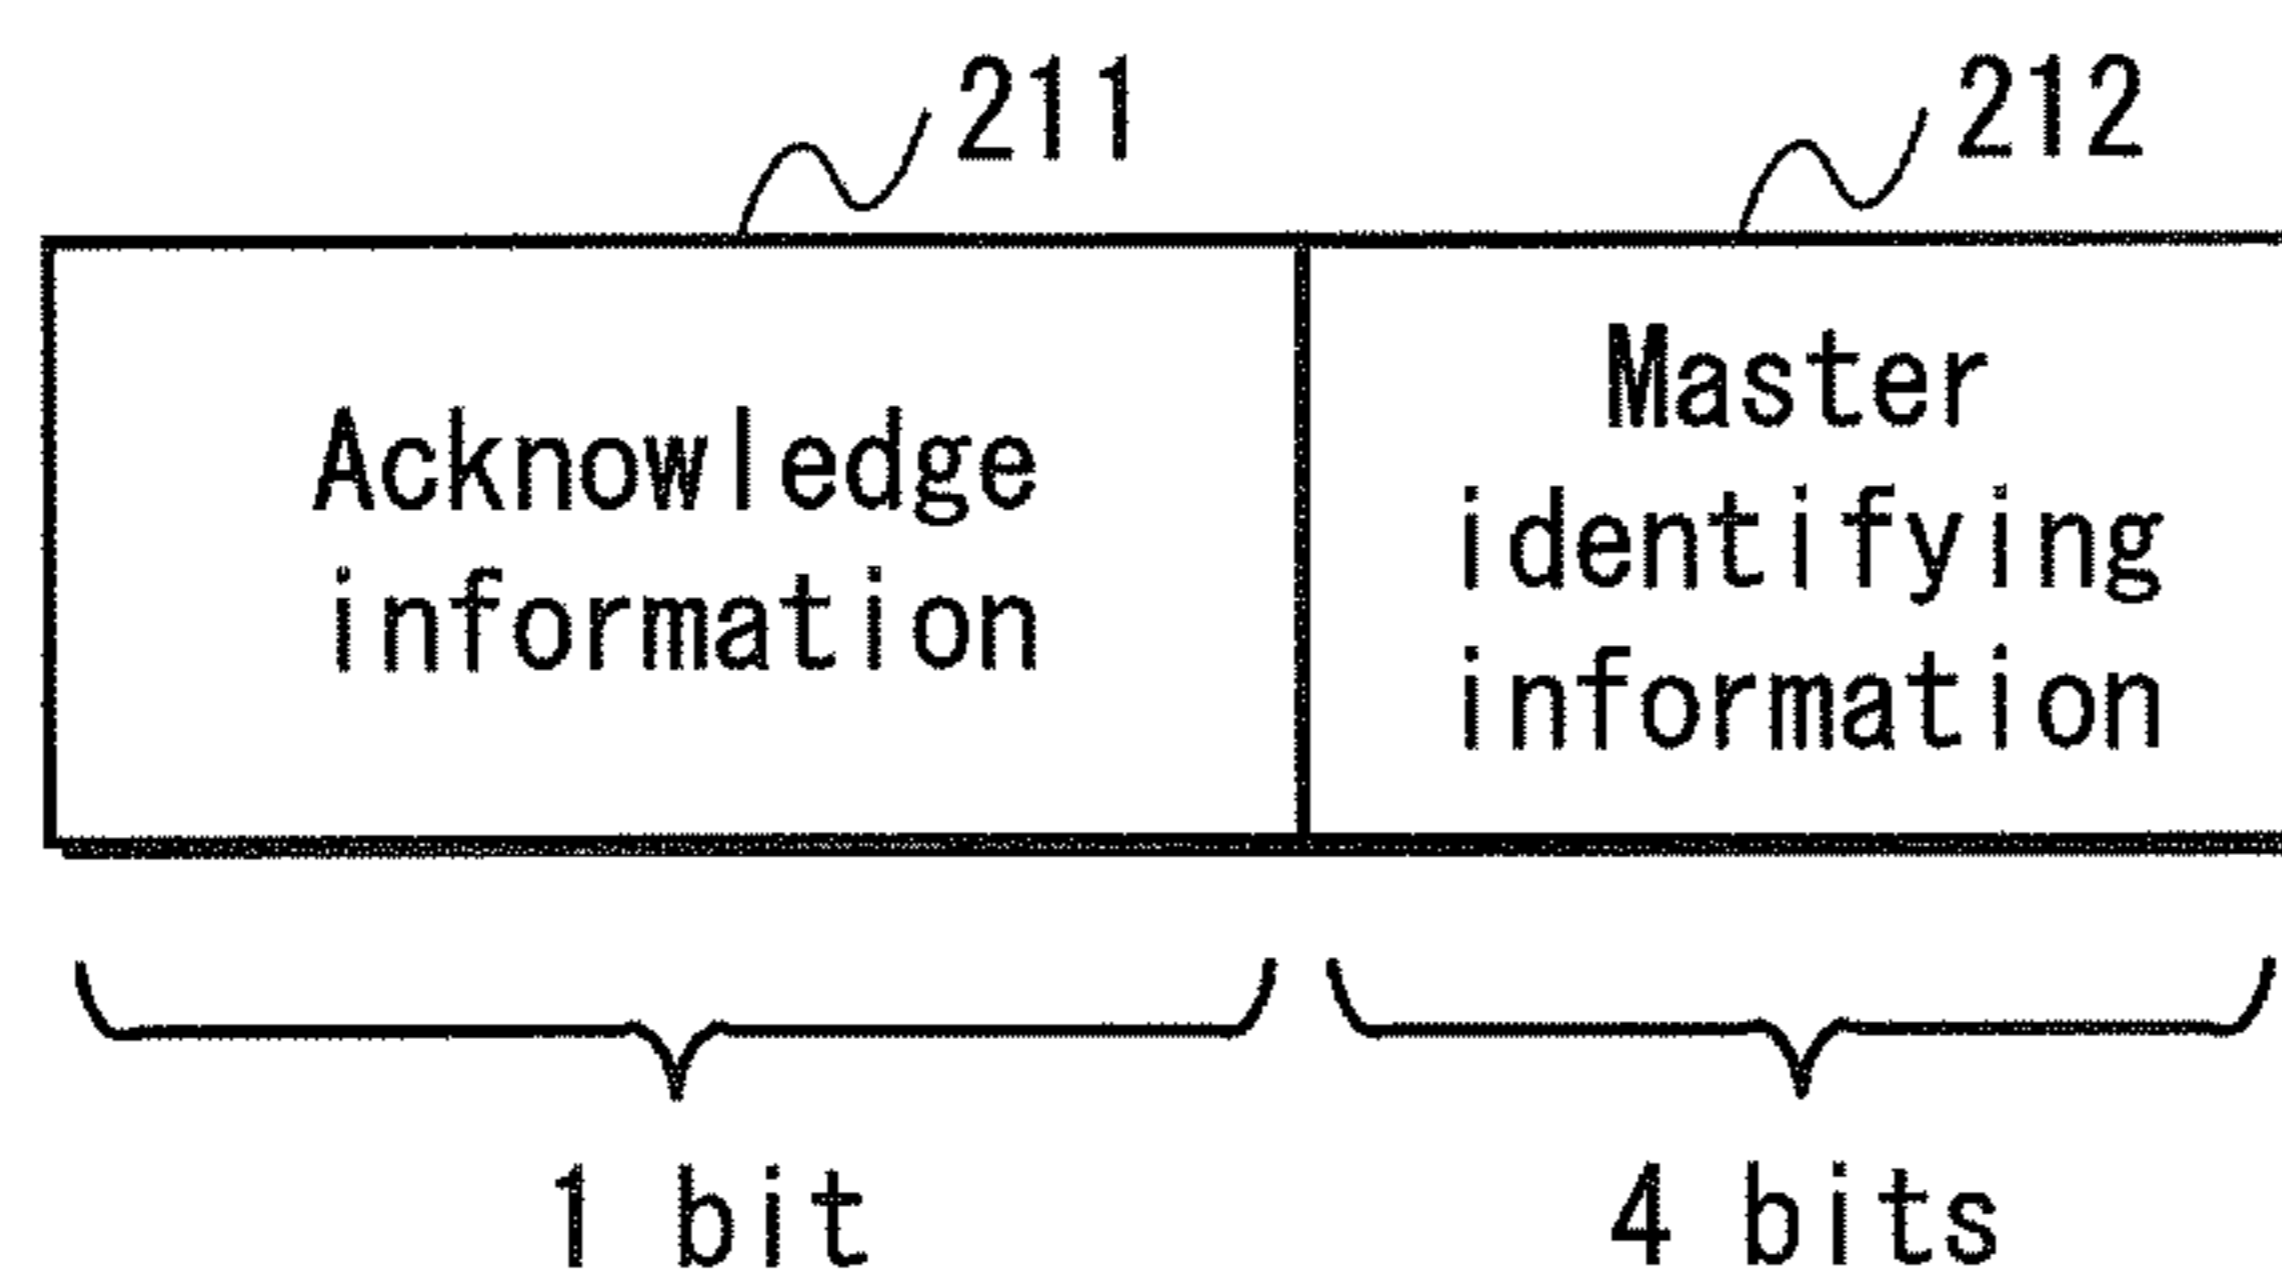 211
212
Acknowledge
information
Master
identifying
information
1 bit
4 bits